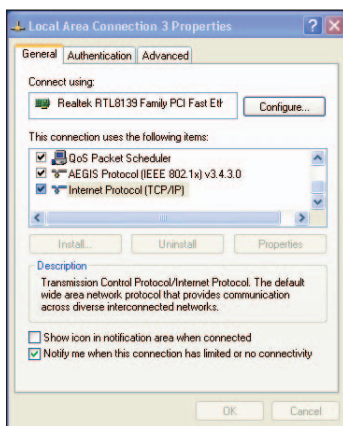 Local Area Connection 3 Properties
General Authentication Advanced
Connect using:
Realtek RTL8139 Family PCI Fast Eth
Configure...
This connection uses the following items:
QoS Packet Scheduler
AEGIS Protocol (IEEE 802.1x) v3.4.3.0
Internet Protocol (TCP/IP)
Install... Uninstall Properties
Description
Transmission Control Protocol/Internet Protocol. The default
wide area network protocol that provides communication
across diverse interconnected networks.
Show icon in notification area when connected
Notify me when this connection has limited or no connectivity
OK Cancel